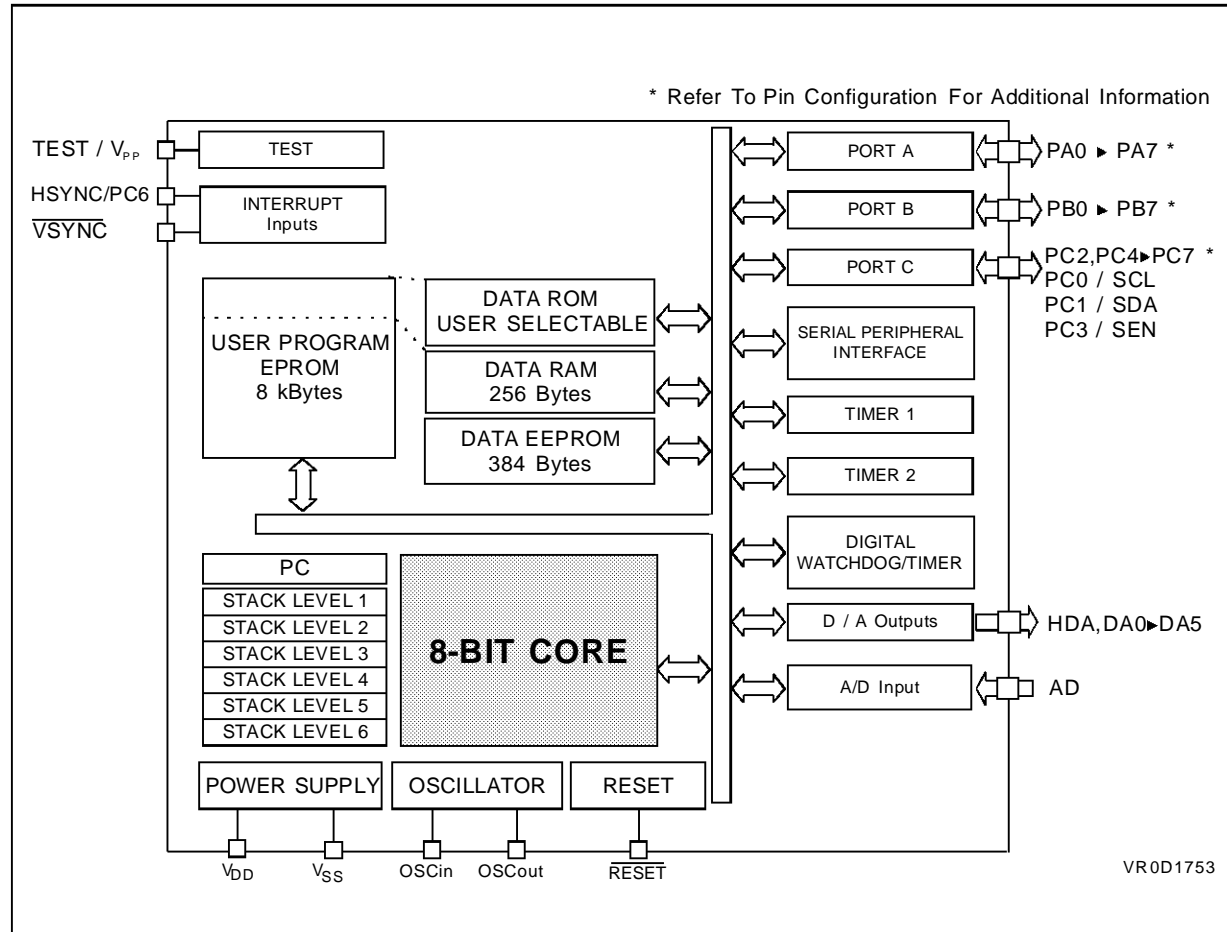 * Refer To Pin Configuration For Additional Information
TEST / VPP
TEST
HSYNC/PC6
VSYNC
INTERRUPT
Inputs
USER PROGRAM
EPROM
8 kBytes
DATA ROM
USER SELECTABLE
DATA RAM
256 Bytes
DATA EEPROM
384 Bytes
PC
STACK LEVEL 1
STACK LEVEL 2
STACK LEVEL 3
STACK LEVEL 4
STACK LEVEL 5
STACK LEVEL 6
8-BIT CORE
POWER SUPPLY
OSCILLATOR
RESET
VDD
VSS
OSCin
OSCout
RESET
PORT A
PA0 ▸ PA7 *
PORT B
PB0 ▸ PB7 *
PORT C
PC2,PC4▸PC7 *
PC0 / SCL
PC1 / SDA
PC3 / SEN
SERIAL PERIPHERAL
INTERFACE
TIMER 1
TIMER 2
DIGITAL
WATCHDOG/TIMER
D / A Outputs
HDA,DA0▸DA5
A/D Input
AD
VR0D1753